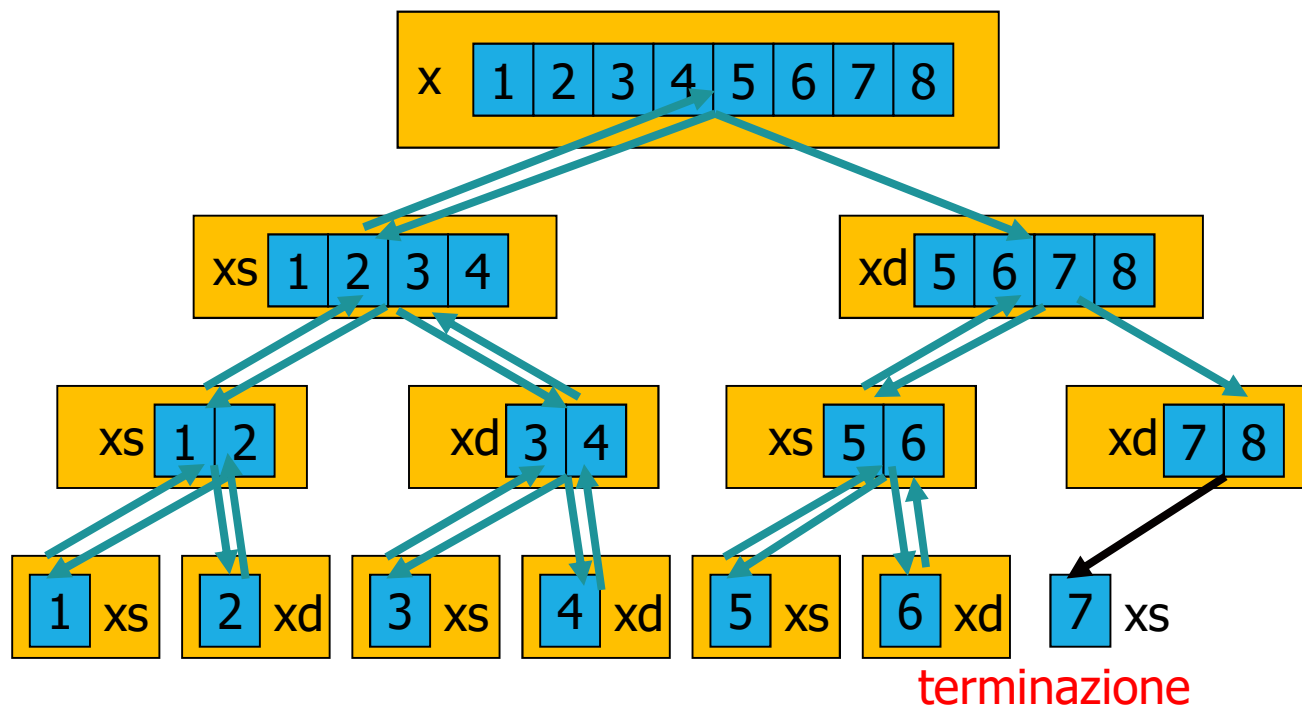 x 1 2 3 4 5 6 7 8
xs 1 2 3 4 xd 5 6 7 8
xs 1 2 xd 3 4 xs 5 6 xd 7 8
1 xs 2 xd 3 xs 4 xd 5 xs 6 xd 7 xs
terminazione